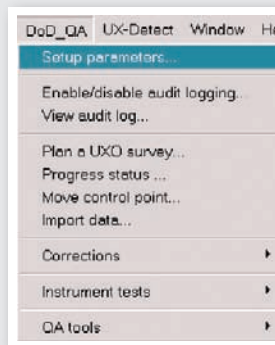 DoD_QA UX-Detect Window He
Setup parameters...
Enable/disable audit logging...
View audit log...
Plan a UXO survey...
Progress status ...
Move control point...
Import data...
Corrections
Instrument tests
QA tools